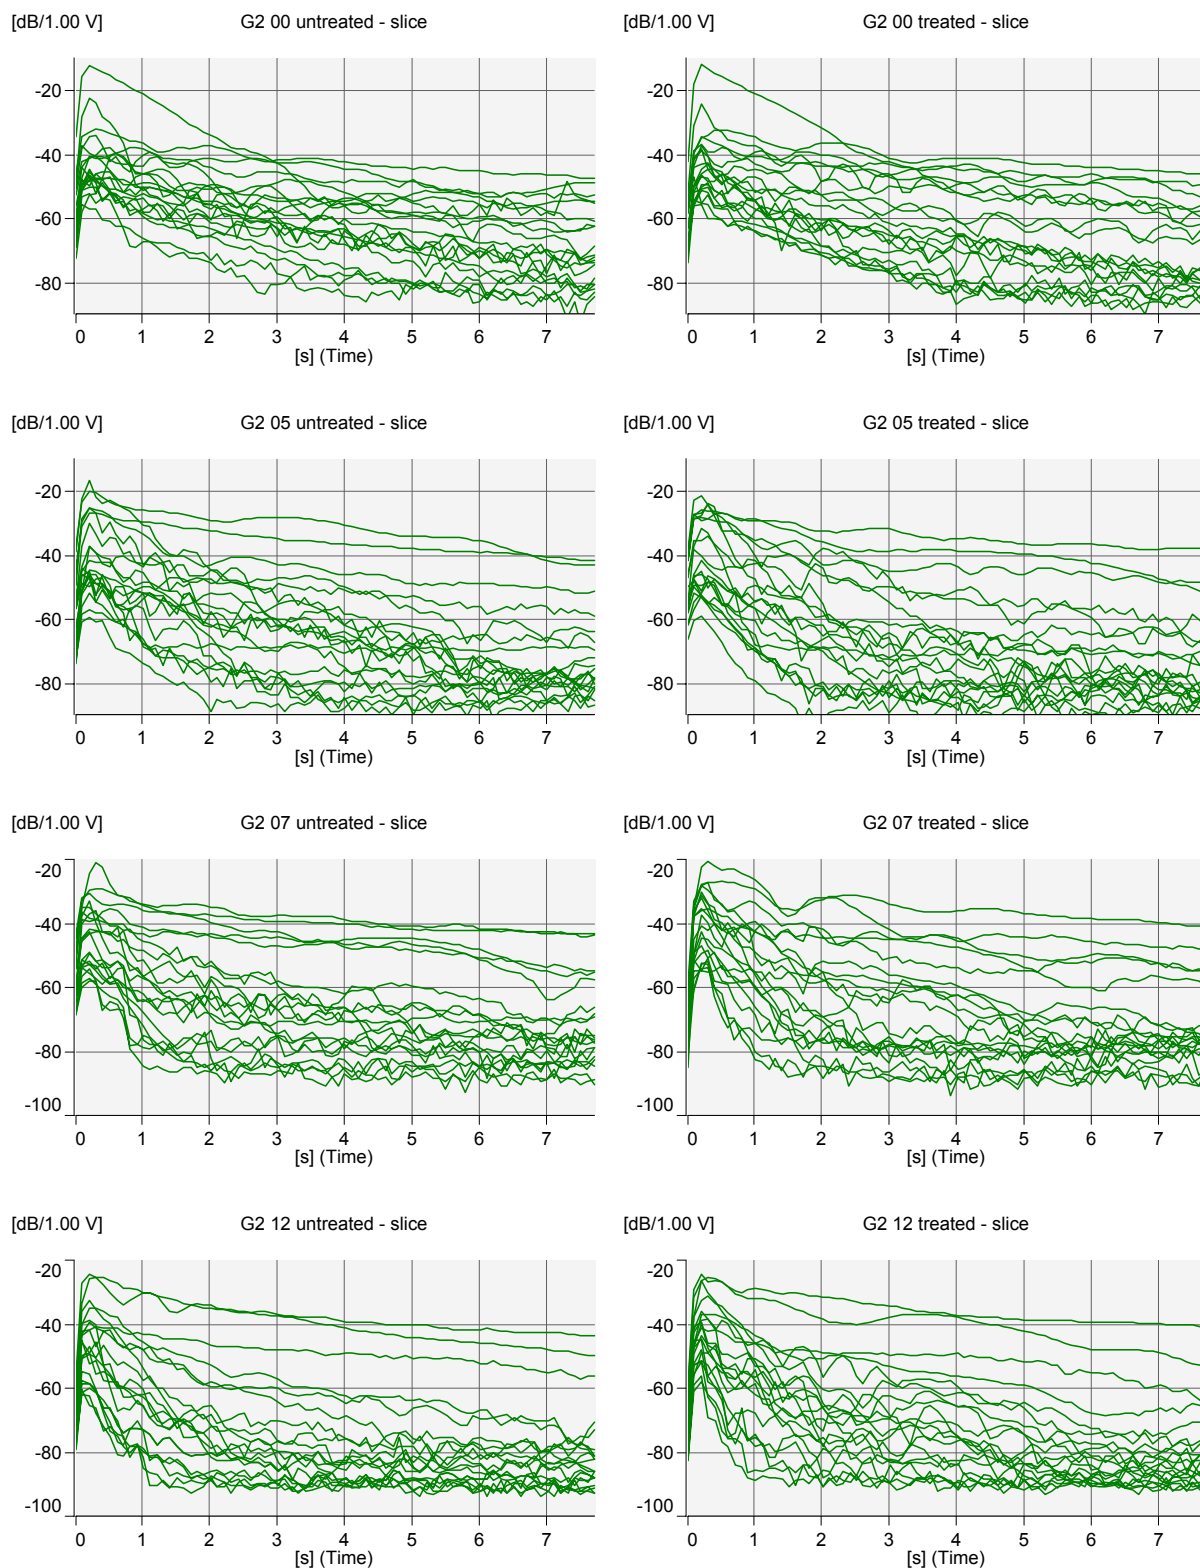 [dB/1.00 V] G2 00 untreated - slice
-20
-40
-60
-80
0 1 2 3 4 5 6 7
[s] (Time)
[dB/1.00 V] G2 00 treated - slice
-20
-40
-60
-80
0 1 2 3 4 5 6 7
[s] (Time)
[dB/1.00 V] G2 05 untreated - slice
-20
-40
-60
-80
0 1 2 3 4 5 6 7
[s] (Time)
[dB/1.00 V] G2 05 treated - slice
-20
-40
-60
-80
0 1 2 3 4 5 6 7
[s] (Time)
[dB/1.00 V] G2 07 untreated - slice
-20
-40
-60
-80
-100
0 1 2 3 4 5 6 7
[s] (Time)
[dB/1.00 V] G2 07 treated - slice
-20
-40
-60
-80
-100
0 1 2 3 4 5 6 7
[s] (Time)
[dB/1.00 V] G2 12 untreated - slice
-20
-40
-60
-80
-100
0 1 2 3 4 5 6 7
[s] (Time)
[dB/1.00 V] G2 12 treated - slice
-20
-40
-60
-80
-100
0 1 2 3 4 5 6 7
[s] (Time)